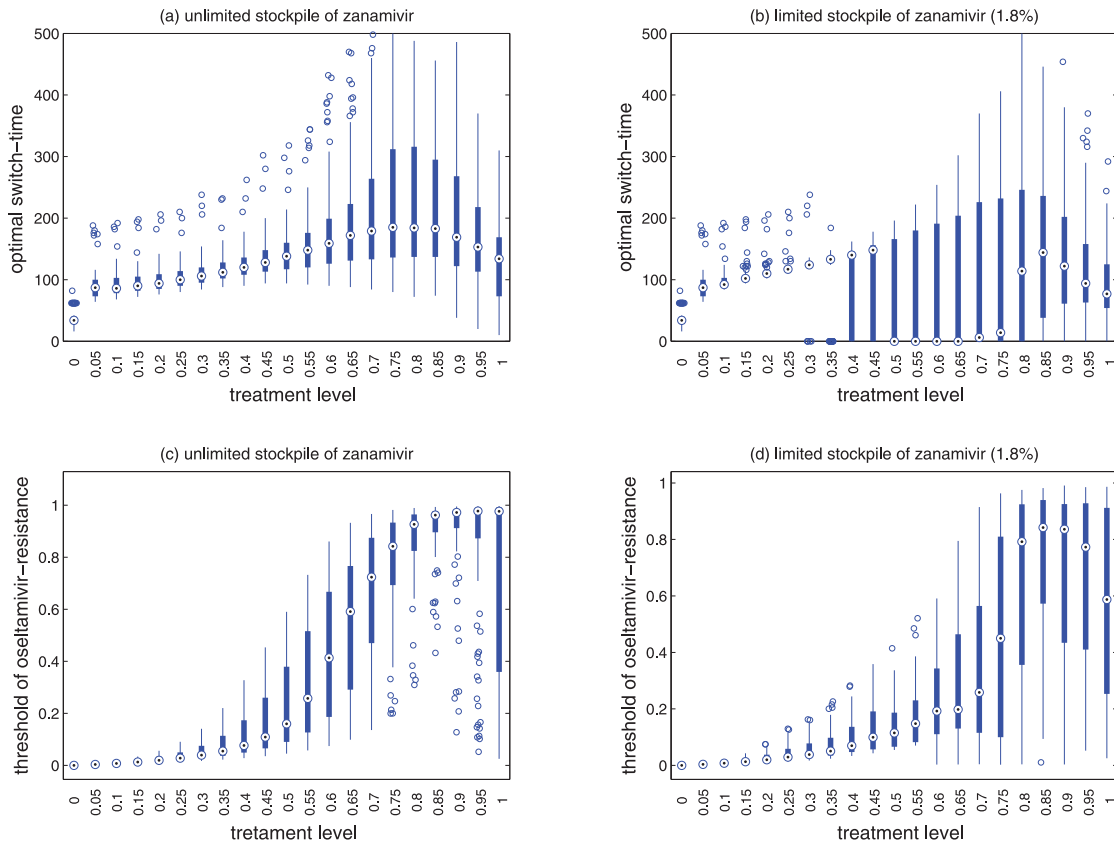 (a) unlimited stockpile of zanamivir
optimal switch−time
500
400
300
200
100
0
0 0.05 0.1 0.15 0.2 0.25 0.3 0.35 0.4 0.45 0.5 0.55 0.6 0.65 0.7 0.75 0.8 0.85 0.9 0.95 1
treatment level
(b) limited stockpile of zanamivir (1.8%)
optimal switch−time
500
400
300
200
100
0
0 0.05 0.1 0.15 0.2 0.25 0.3 0.35 0.4 0.45 0.5 0.55 0.6 0.65 0.7 0.75 0.8 0.85 0.9 0.95 1
treatment level
(c) unlimited stockpile of zanamivir
threshold of oseltamivir−resistance
1
0.8
0.6
0.4
0.2
0
0 0.05 0.1 0.15 0.2 0.25 0.3 0.35 0.4 0.45 0.5 0.55 0.6 0.65 0.7 0.75 0.8 0.85 0.9 0.95 1
tretament level
(d) limited stockpile of zanamivir (1.8%)
threshold of oseltamivir−resistance
1
0.8
0.6
0.4
0.2
0
0 0.05 0.1 0.15 0.2 0.25 0.3 0.35 0.4 0.45 0.5 0.55 0.6 0.65 0.7 0.75 0.8 0.85 0.9 0.95 1
treatment level